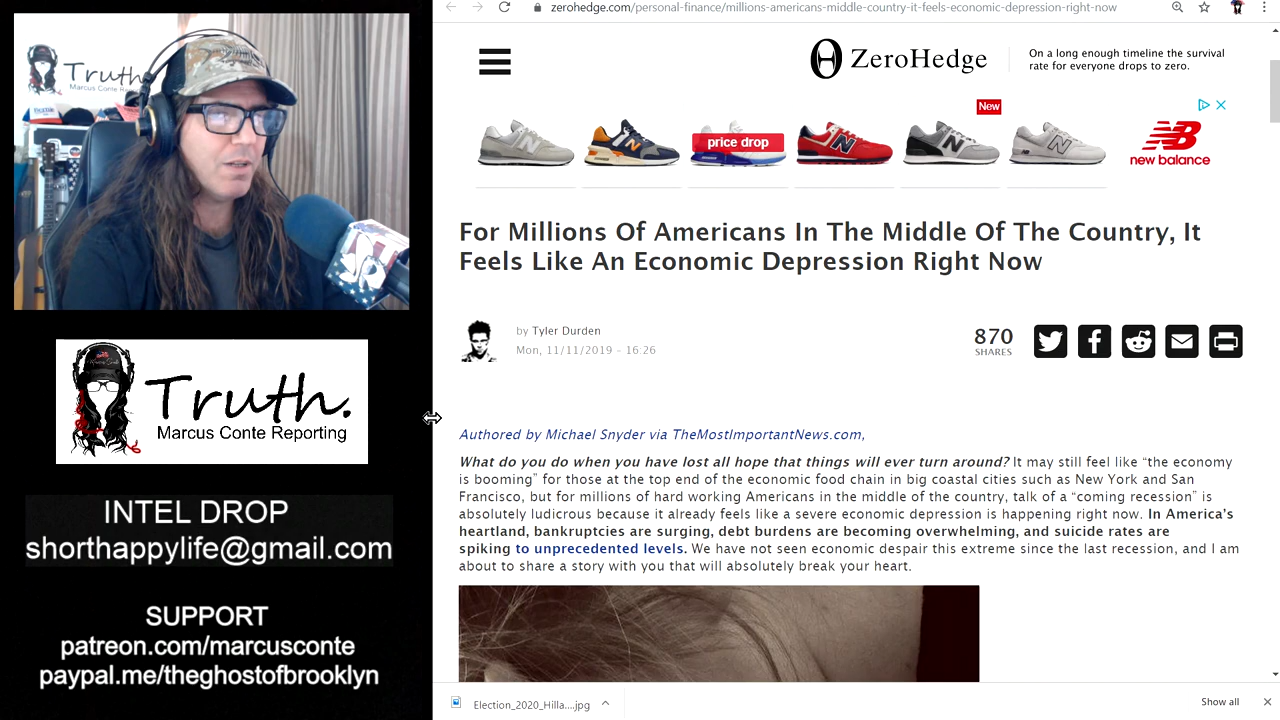 Truth.
Marcus Conte
Truth.
Marcus Conte Reporting
INTEL DROP
shorthappylife@gmail.com
SUPPORT
patreon.com/marcusconte
paypal.me/theghostofbrooklyn
zerohedge.com/personal-finance/millions-americans-middle-country-it-feels-economic-depression-right-now
ZeroHedge
On a long enough timeline the survival
rate for everyone drops to zero.
New
price drop
new balance
For Millions Of Americans In The Middle Of The Country, It
Feels Like An Economic Depression Right Now
by Tyler Durden
Mon, 11/11/2019 - 16:26
870
SHARES
Authored by Michael Snyder via TheMostImportantNews.com,
What do you do when you have lost all hope that things will ever turn around? It may still feel like “the economy
is booming” for those at the top end of the economic food chain in big coastal cities such as New York and San
Francisco, but for millions of hard working Americans in the middle of the country, talk of a “coming recession” is
absolutely ludicrous because it already feels like a severe economic depression is happening right now. In America’s
heartland, bankruptcies are surging, debt burdens are becoming overwhelming, and suicide rates are
spiking to unprecedented levels. We have not seen economic despair this extreme since the last recession, and I am
about to share a story with you that will absolutely break your heart.
Election_2020_Hilla....jpg
Show all